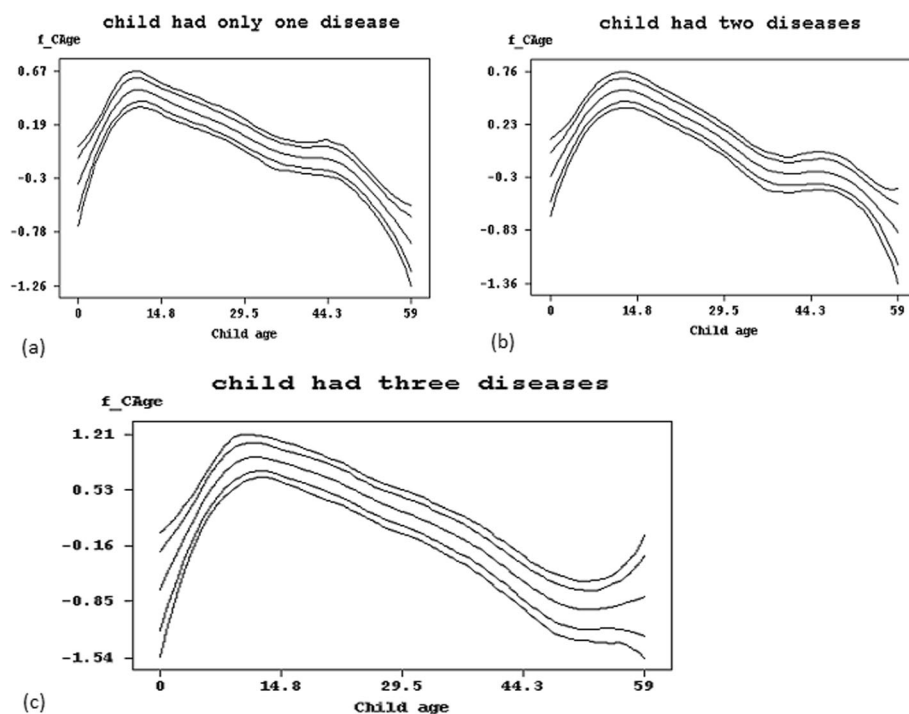 child had only one disease
f_CAge
0.67
0.19
-0.3
-0.78
-1.26
0 14.8 29.5 44.3 59
Child age
(a)
child had two diseases
f_CAge
0.76
0.23
-0.3
-0.83
-1.36
0 14.8 29.5 44.3 59
Child age
(b)
child had three diseases
f_CAge
1.21
0.53
-0.16
-0.85
-1.54
0 14.8 29.5 44.3 59
Child age
(c)